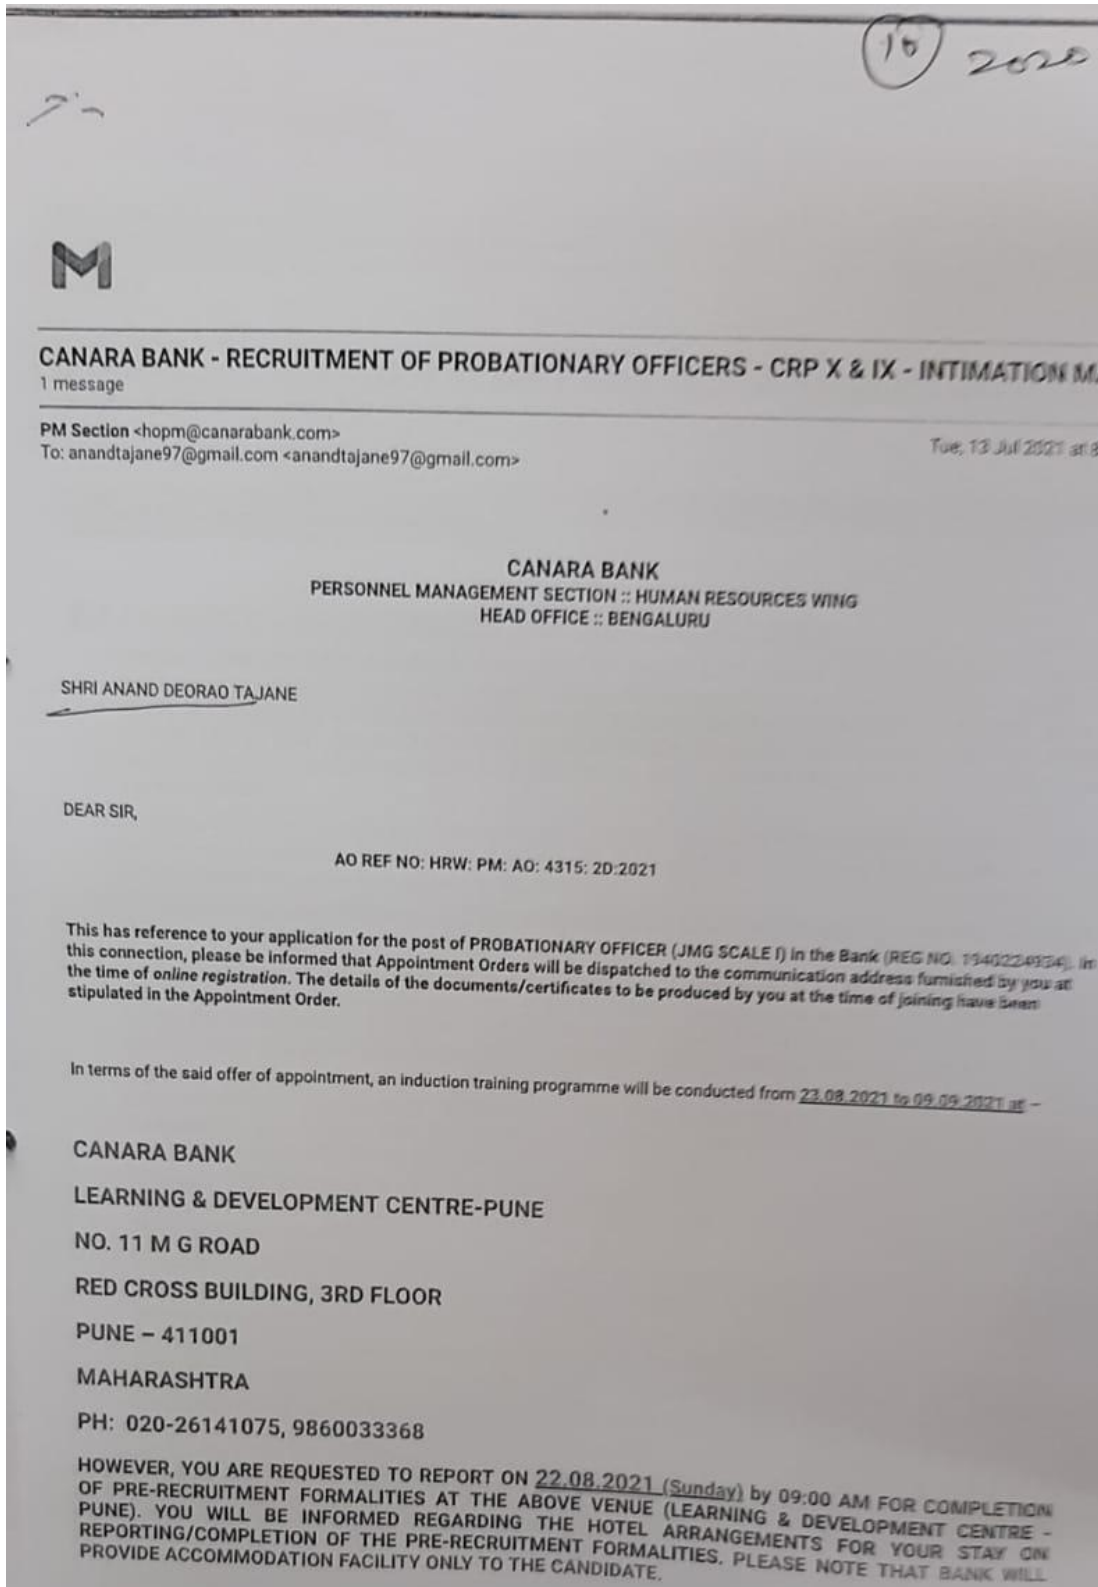 10 2020
M
CANARA BANK - RECRUITMENT OF PROBATIONARY OFFICERS - CRP X & IX - INTIMATION
1 message
PM Section <hopm@canarabank.com>
Tue, 13 Jul 2021 at
To: anandtajane97@gmail.com <anandtajane97@gmail.com>
CANARA BANK
PERSONNEL MANAGEMENT SECTION :: HUMAN RESOURCES WING
HEAD OFFICE :: BENGALURU
SHRI ANAND DEORAO TAJANE
DEAR SIR,
AO REF NO: HRW: PM: AO: 4315: 2D:2021
This has reference to your application for the post of PROBATIONARY OFFICER (JMG SCALE I) in the Bank (REG NO. In
this connection, please be informed that Appointment Orders will be dispatched to the communication address furnished by you at
the time of online registration. The details of the documents/certificates to be produced by you at the time of joining have been
stipulated in the Appointment Order.
In terms of the said offer of appointment, an induction training programme will be conducted from 23.08.2021 to 09.09.2021 at –
CANARA BANK
LEARNING & DEVELOPMENT CENTRE-PUNE
NO. 11 M G ROAD
RED CROSS BUILDING, 3RD FLOOR
PUNE – 411001
MAHARASHTRA
PH: 020-26141075, 9860033368
HOWEVER, YOU ARE REQUESTED TO REPORT ON 22.08.2021 (Sunday) by 09:00 AM FOR COMPLETION
OF PRE-RECRUITMENT FORMALITIES AT THE ABOVE VENUE (LEARNING & DEVELOPMENT CENTRE -
PUNE). YOU WILL BE INFORMED REGARDING THE HOTEL ARRANGEMENTS FOR YOUR STAY ON
REPORTING/COMPLETION OF THE PRE-RECRUITMENT FORMALITIES. PLEASE NOTE THAT BANK WILL
PROVIDE ACCOMMODATION FACILITY ONLY TO THE CANDIDATE.